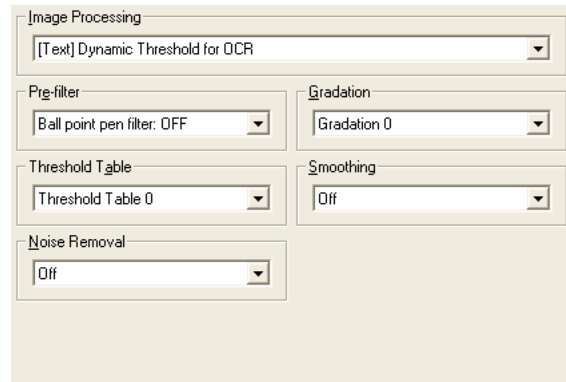 Image Processing
[Text] Dynamic Threshold for OCR
Pre-filter
Gradation
Ball point pen filter: OFF
Gradation 0
Threshold Table
Smoothing
Threshold Table 0
Off
Noise Removal
Off